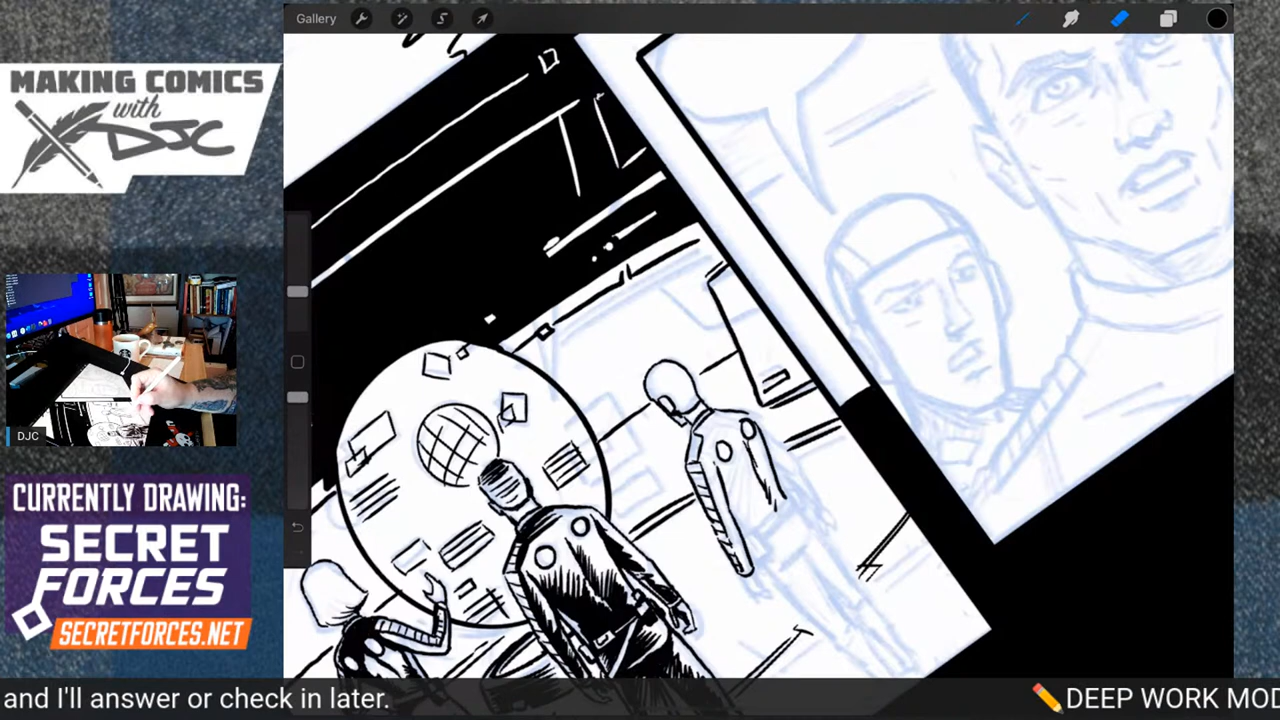 Gallery
MAKING COMICS
with
DJC
DJC
CURRENTLY DRAWING:
SECRET
FORCES
SECRETFORCES.NET
and I'll answer or check in later.
✏️DEEP WORK MOD